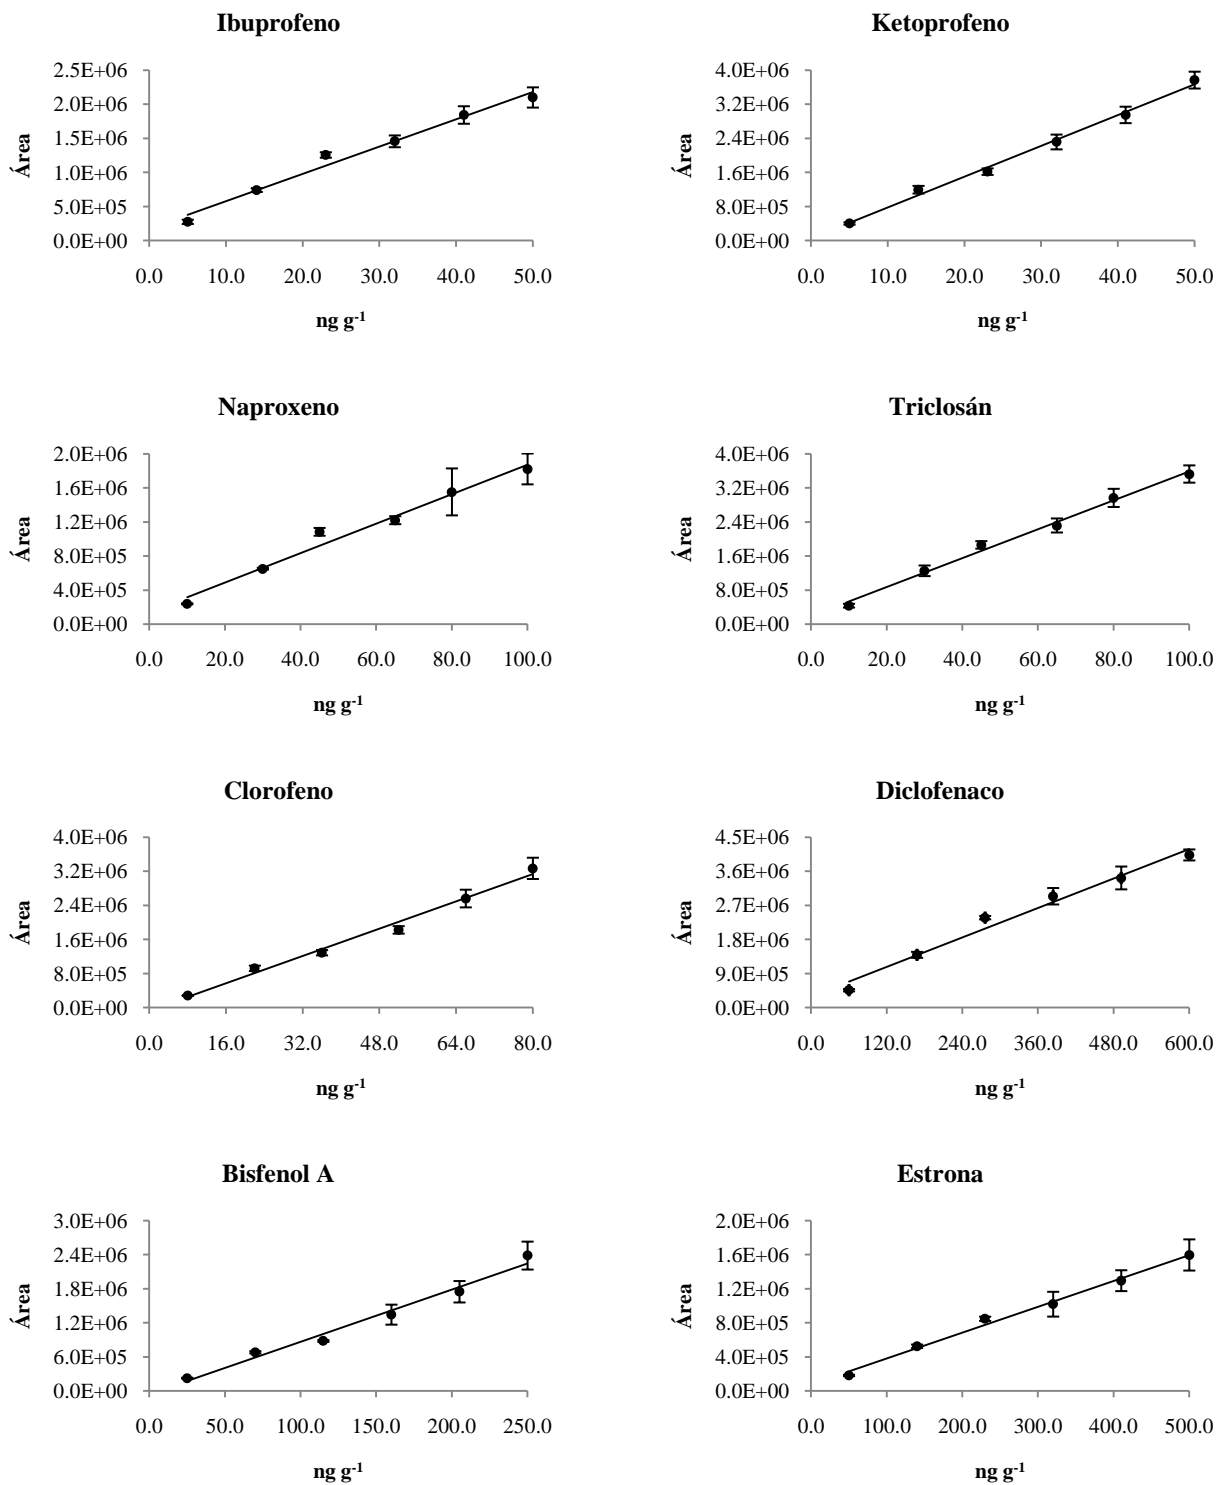 Ibuprofeno
2.5E+06
2.0E+06
1.5E+06
1.0E+06
5.0E+05
0.0E+00
Área
0.0 10.0 20.0 30.0 40.0 50.0
ng g-1
Ketoprofeno
4.0E+06
3.2E+06
2.4E+06
1.6E+06
8.0E+05
0.0E+00
Área
0.0 10.0 20.0 30.0 40.0 50.0
ng g-1
Naproxeno
2.0E+06
1.6E+06
1.2E+06
8.0E+05
4.0E+05
0.0E+00
Área
0.0 20.0 40.0 60.0 80.0 100.0
ng g-1
Triclosán
4.0E+06
3.2E+06
2.4E+06
1.6E+06
8.0E+05
0.0E+00
Área
0.0 20.0 40.0 60.0 80.0 100.0
ng g-1
Clorofeno
4.0E+06
3.2E+06
2.4E+06
1.6E+06
8.0E+05
0.0E+00
Área
0.0 16.0 32.0 48.0 64.0 80.0
ng g-1
Diclofenaco
4.5E+06
3.6E+06
2.7E+06
1.8E+06
9.0E+05
0.0E+00
Área
0.0 120.0 240.0 360.0 480.0 600.0
ng g-1
Bisfenol A
3.0E+06
2.4E+06
1.8E+06
1.2E+06
6.0E+05
0.0E+00
Área
0.0 50.0 100.0 150.0 200.0 250.0
ng g-1
Estrona
2.0E+06
1.6E+06
1.2E+06
8.0E+05
4.0E+05
0.0E+00
Área
0.0 100.0 200.0 300.0 400.0 500.0
ng g-1